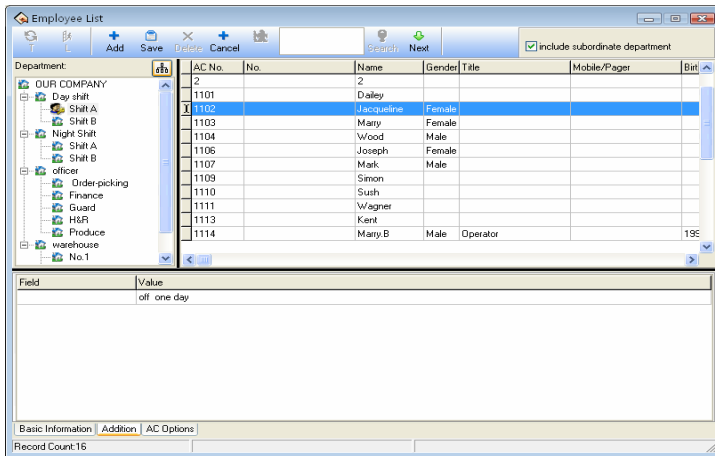 Employee List
T L Add Save Delete Cancel Search Next include subordinate department
Department:
OUR COMPANY
Day shift
Shift A
Shift B
Night Shift
Shift A
Shift B
officer
Order-picking
Finance
Guard
H&R
Produce
warehouse
No.1
AC No. No. Name Gender Title Mobile/Pager Birt
2 2
1101 Dailey
1102 Jacqueline Female
1103 Marry Female
1104 Wood Male
1106 Joseph Female
1107 Mark Male
1109 Simon
1110 Sush
1111 Wagner
1113 Kent
1114 Marry.B Male Operator 199
Field Value
off one day
Basic Information Addition AC Options
Record Count:16